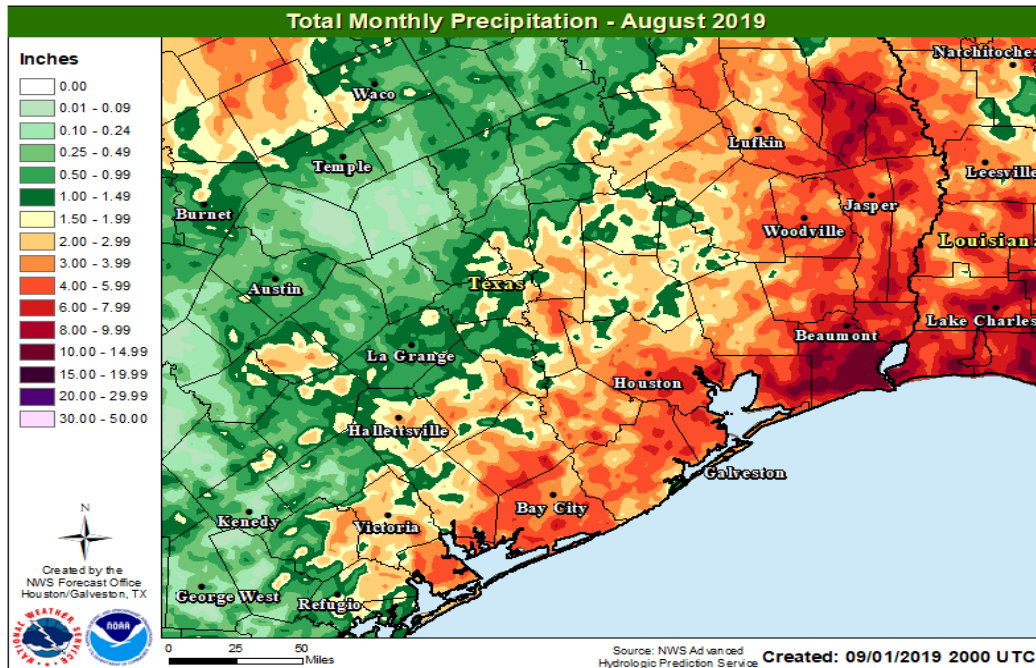 Total Monthly Precipitation - August 2019
Inches
0.00
0.01 - 0.09
0.10 - 0.24
0.25 - 0.49
0.50 - 0.99
1.00 - 1.49
1.50 - 1.99
2.00 - 2.99
3.00 - 3.99
4.00 - 5.99
6.00 - 7.99
8.00 - 9.99
10.00 - 14.99
15.00 - 19.99
20.00 - 29.99
30.00 - 50.00
Natchitoches
Waco
Lufkin
Temple
Leesville
Burnet
Jasper
Woodville
Louisiana
Austin
Texas
Lake Charles
Beaumont
La Grange
Houston
Hallettsville
Galveston
Bay City
Kenedy
Victoria
George West
Refugio
N
Created by the
NWS Forecast Office
Houston/Galveston, TX
NATIONAL WEATHER SERVICE
NOAA
0 25 50
Miles
Source: NWS Advanced
Hydrologic Prediction Service
Created: 09/01/2019 2000 UTC